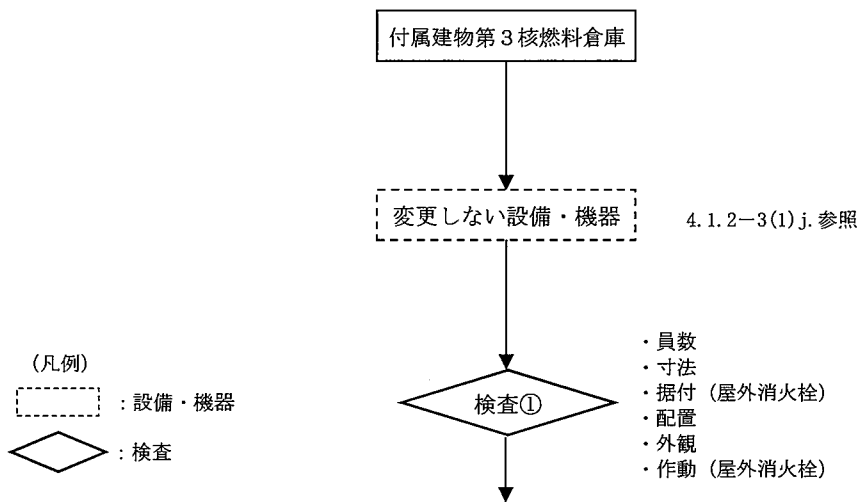 付属建物第３核燃料倉庫
変更しない設備・機器
4.1.2－3(1)j.参照
・員数
・寸法
・据付（屋外消火栓）
・配置
・外観
・作動（屋外消火栓）
検査①
(凡例)
：設備・機器
：検査